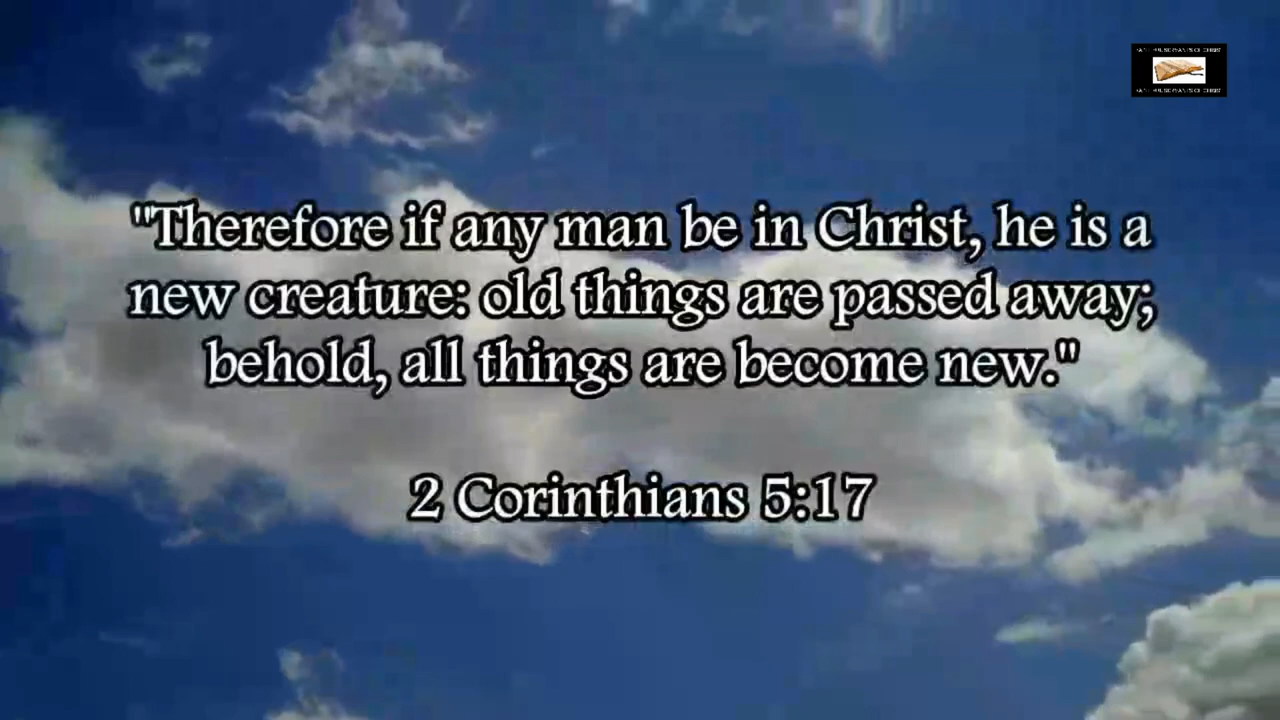 "Therefore if any man be in Christ, he is a
new creature: old things are passed away;
behold, all things are become new."
2 Corinthians 5:17